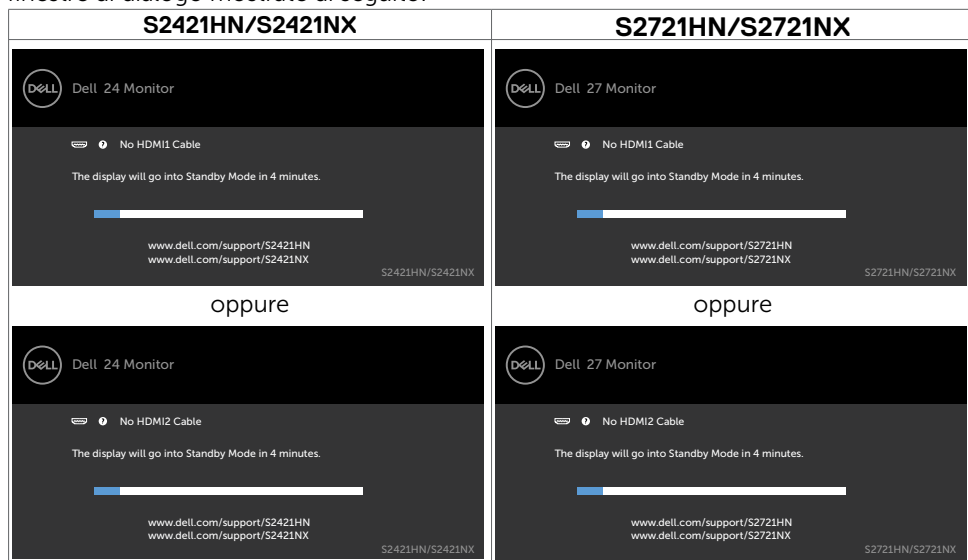 finestre di dialogo mostrate di seguito.
S2421HN/S2421NX
DELL Dell 24 Monitor
? No HDMI1 Cable
The display will go into Standby Mode in 4 minutes.
www.dell.com/support/S2421HN
www.dell.com/support/S2421NX
S2421HN/S2421NX
oppure
DELL Dell 24 Monitor
? No HDMI2 Cable
The display will go into Standby Mode in 4 minutes.
www.dell.com/support/S2421HN
www.dell.com/support/S2421NX
S2421HN/S2421NX
S2721HN/S2721NX
DELL Dell 27 Monitor
? No HDMI1 Cable
The display will go into Standby Mode in 4 minutes.
www.dell.com/support/S2721HN
www.dell.com/support/S2721NX
S2721HN/S2721NX
oppure
DELL Dell 27 Monitor
? No HDMI2 Cable
The display will go into Standby Mode in 4 minutes.
www.dell.com/support/S2721HN
www.dell.com/support/S2721NX
S2721HN/S2721NX